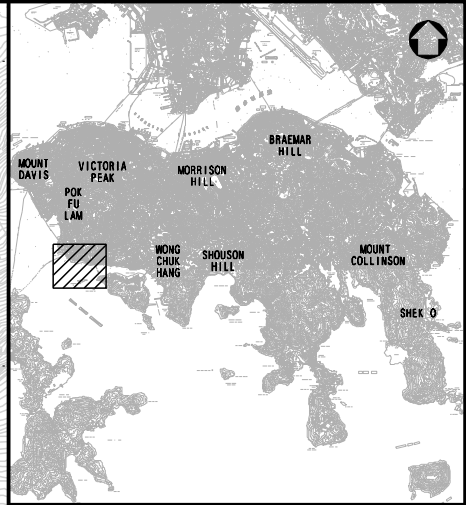 BRAEMAR
HILL
MOUNT
DAVIS
VICTORIA
PEAK
MORRISON
HILL
POK
FU
LAM
WONG
CHUK
HANG
SHOUSON
HILL
MOUNT
COLLINSON
SHEK O